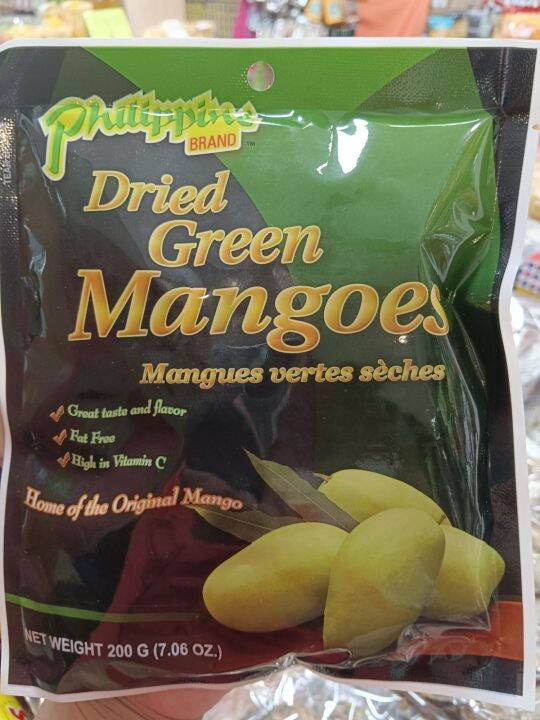 Philippine
BRAND ™
Dried
Green
Mangoes
Mangues vertes sèches
Great taste and flavor
Fat Free
High in Vitamin C
Home of the Original Mango
NET WEIGHT 200 G (7.06 OZ.)